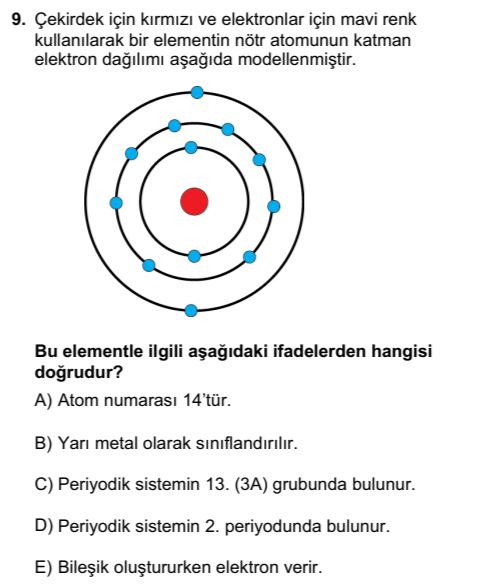 9. Çekirdek için kırmızı ve elektronlar için mavi renk
kullanılarak bir elementin nötr atomunun katman
elektron dağılımı aşağıda modellenmiştir.
Bu elementle ilgili aşağıdaki ifadelerden hangisi
doğrudur?
A) Atom numarası 14’tür.
B) Yarı metal olarak sınıflandırılır.
C) Periyodik sistemin 13. (3A) grubunda bulunur.
D) Periyodik sistemin 2. periyodunda bulunur.
E) Bileşik oluştururken elektron verir.